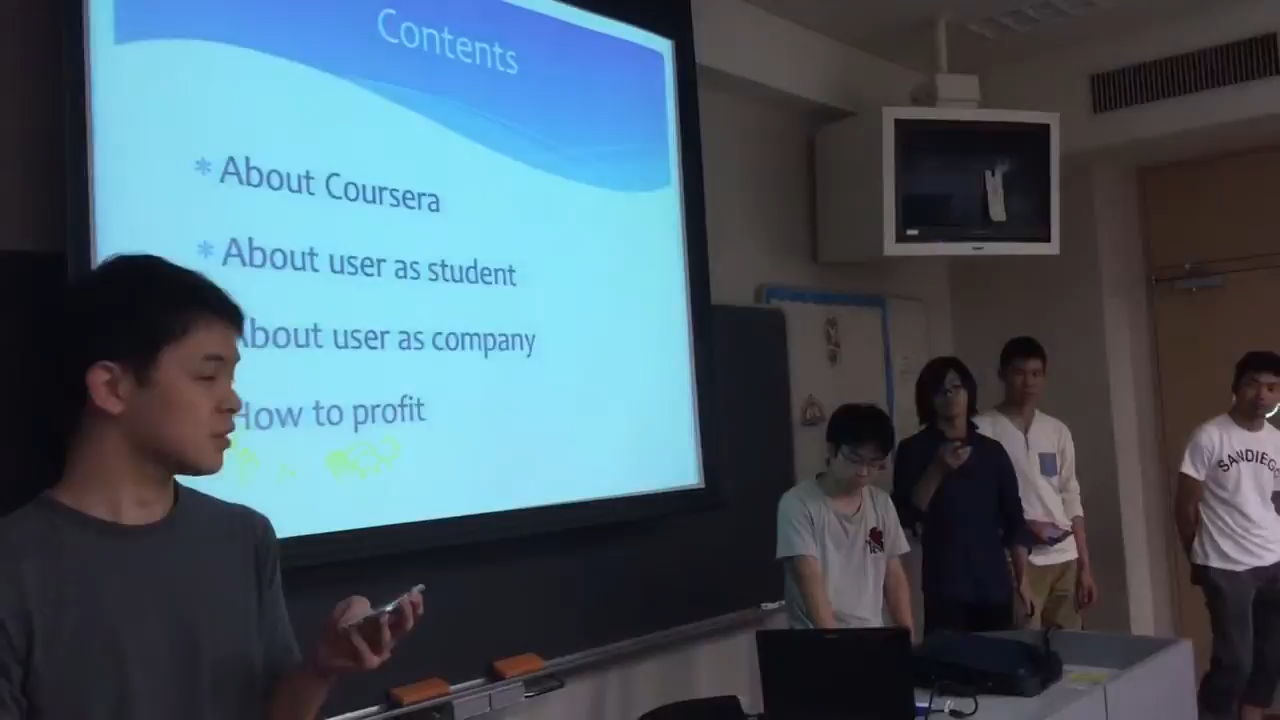 Contents
* About Coursera
* About user as student
About user as company
How to profit
SANDIEGO